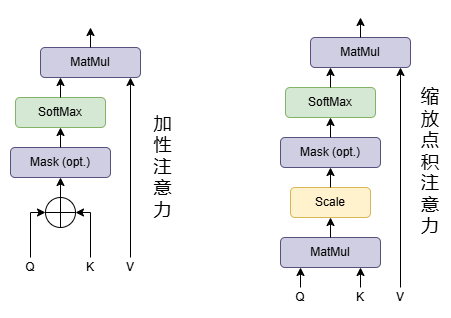 MatMul
SoftMax
Mask (opt.)
Q
K
V
加性注意力
MatMul
SoftMax
Mask (opt.)
Scale
MatMul
Q
K
V
缩放点积注意力